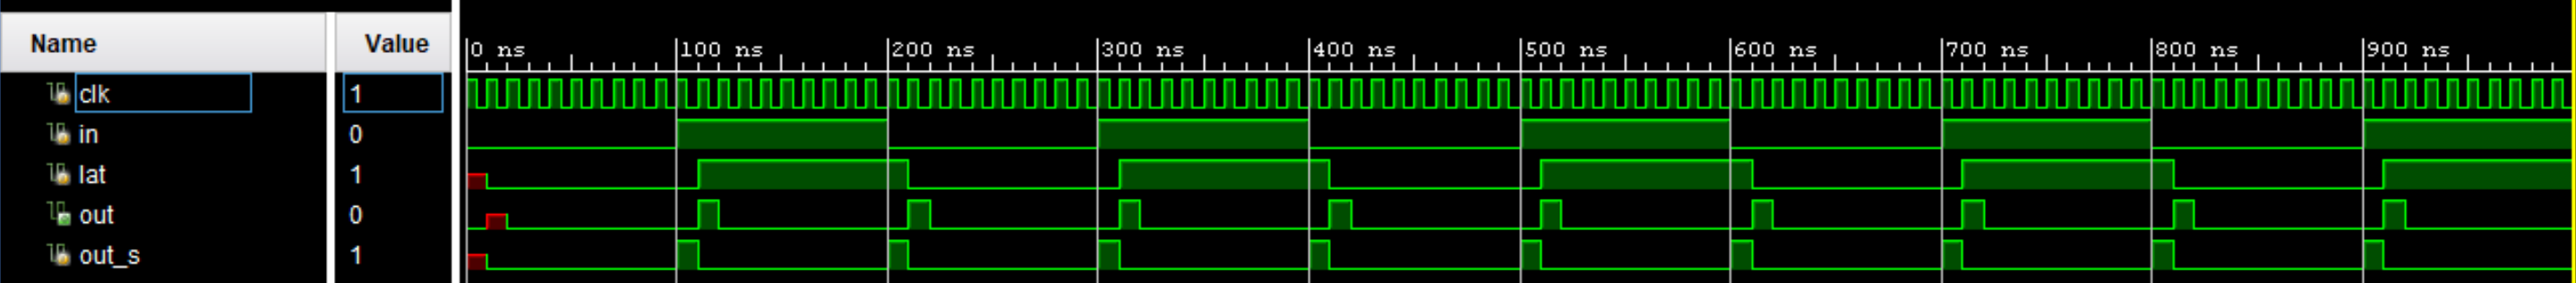 Name Value
0 ns 100 ns 200 ns 300 ns 400 ns 500 ns 600 ns 700 ns 800 ns 900 ns
clk 1
in 0
lat 1
out 0
out_s 1